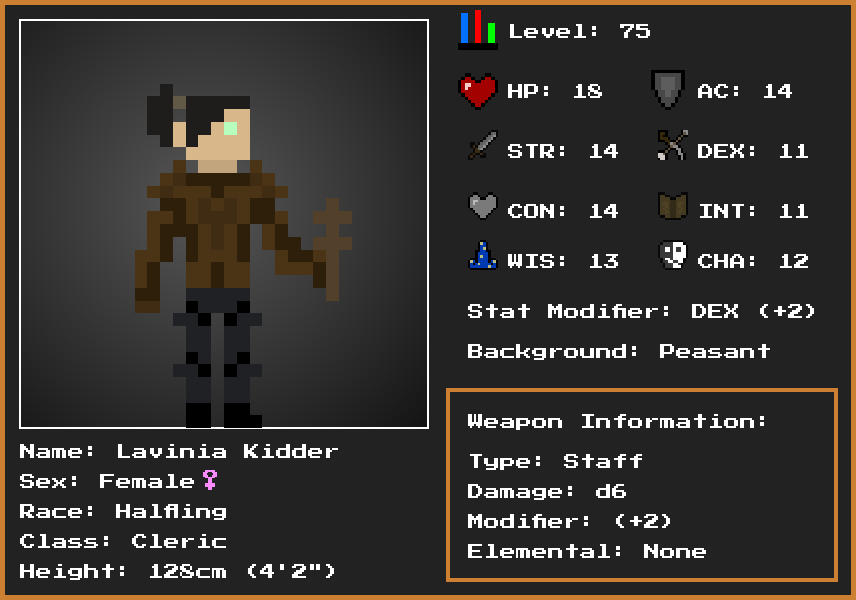 Level: 75
HP: 18 AC: 14
STR: 14 DEX: 11
CON: 14 INT: 11
WIS: 13 CHA: 12
Stat Modifier: DEX (+2)
Background: Peasant
Weapon Information:
Type: Staff
Damage: d6
Modifier: (+2)
Elemental: None
Name: Lavinia Kidder
Sex: Female♀
Race: Halfling
Class: Cleric
Height: 128cm (4'2")